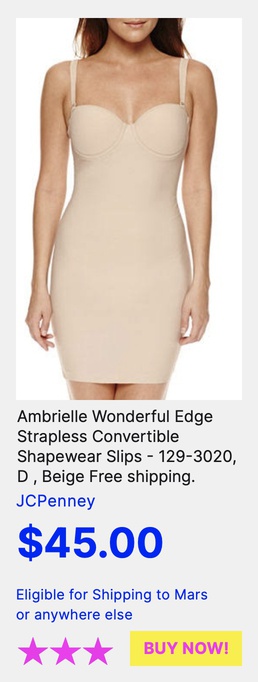 Ambrielle Wonderful Edge
Strapless Convertible
Shapewear Slips - 129-3020,
D , Beige Free shipping.
JCPenney
$45.00
Eligible for Shipping to Mars
or anywhere else
BUY NOW!